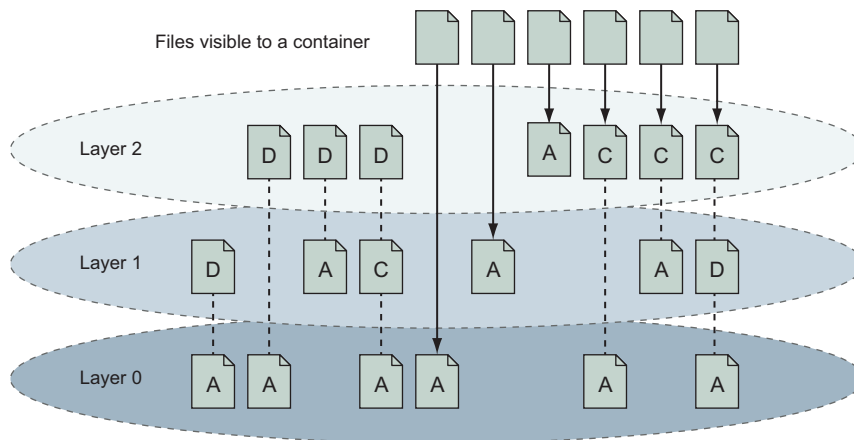 Files visible to a container
Layer 2
D D D A C C C
Layer 1
D A C A A D
Layer 0
A A A A A A